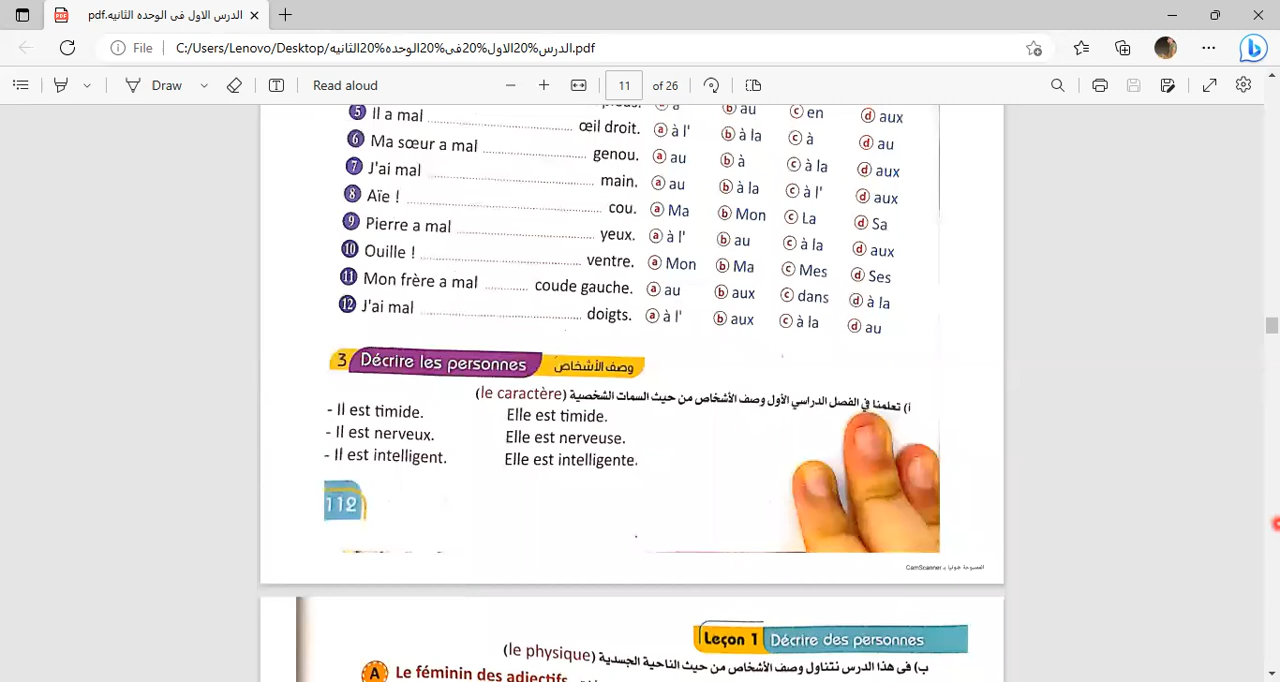 الدرس الاول فى الوحده الثانيه.pdf
File C:/Users/Lenovo/Desktop/الدرس%20الاول%20فى%20الوحده%20الثانيه.pdf
Draw Read aloud 11 of 26
b au c en d aux
5 Il a mal ........ œil droit. a à l' b à la c à d au
6 Ma sœur a mal ........ genou. a au b à c à la d aux
7 J'ai mal ........ main. a au b à la c à l' d aux
8 Aïe ! ........ cou. a Ma b Mon c La d Sa
9 Pierre a mal ........ yeux. a à l' b au c à la d aux
10 Ouille ! ........ ventre. a Mon b Ma c Mes d Ses
11 Mon frère a mal ........ coude gauche. a au b aux c dans d à la
12 J'ai mal ........ doigts. a à l' b aux c à la d au
3 Décrire les personnes وصف الأشخاص
أ) تعلمنا في الفصل الدراسي الأول وصف الأشخاص من حيث السمات الشخصية (le caractère)
- Il est timide. Elle est timide.
- Il est nerveux. Elle est nerveuse.
- Il est intelligent. Elle est intelligente.
112
الممسوحة ضوئيا بـ CamScanner
Leçon 1 Décrire des personnes
ب) فى هذا الدرس نتناول وصف الأشخاص من حيث الناحية الجسدية (le physique)
A Le féminin des adjectifs